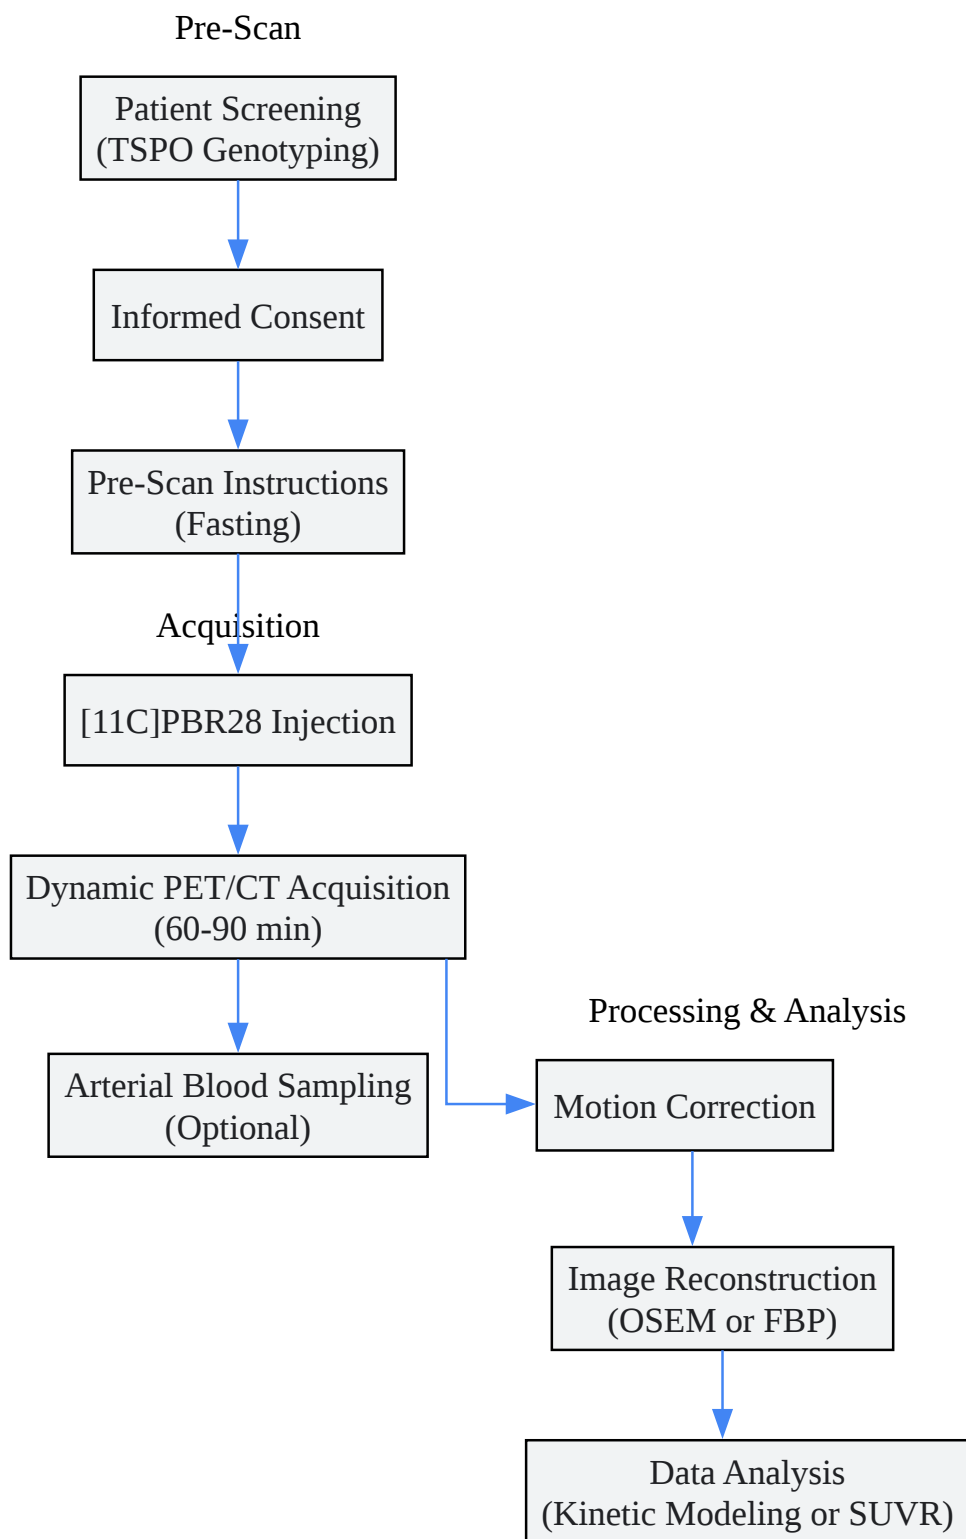 Pre-Scan
Patient Screening
(TSPO Genotyping)
Informed Consent
Pre-Scan Instructions
(Fasting)
Acquisition
[11C]PBR28 Injection
Dynamic PET/CT Acquisition
(60-90 min)
Arterial Blood Sampling
(Optional)
Processing & Analysis
Motion Correction
Image Reconstruction
(OSEM or FBP)
Data Analysis
(Kinetic Modeling or SUVR)